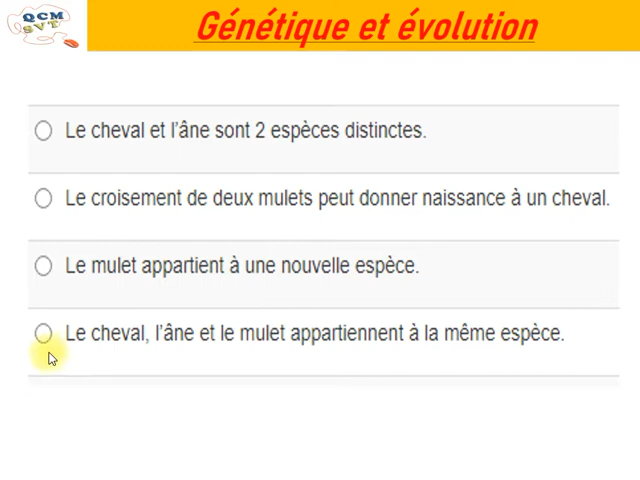 QCM
SVT
Génétique et évolution
Le cheval et l'âne sont 2 espèces distinctes.
Le croisement de deux mulets peut donner naissance à un cheval.
Le mulet appartient à une nouvelle espèce.
Le cheval, l'âne et le mulet appartiennent à la même espèce.